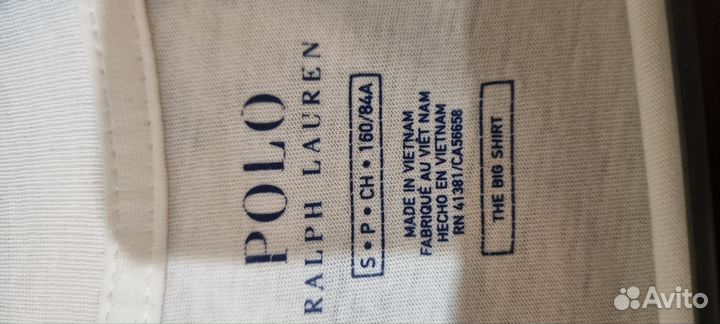 POLO
RALPH LAUREN
S • P • CH • 160/84A
MADE IN VIETNAM
FABRIQUÉ AU VIÊT NAM
HECHO EN VIETNAM
RN 41381/CA56658
THE BIG SHIRT
Avito